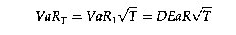 VaR_T = VaR_1√T = DEaR√T